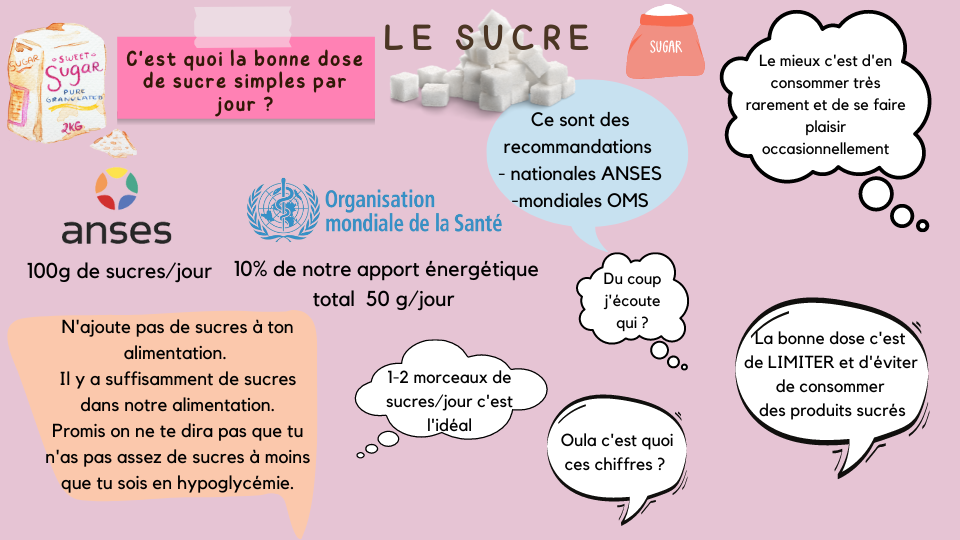 LE SUCRE
SUGAR
SUGAR
SWEET
Sugar
PURE
GRANULATED
2KG
C'est quoi la bonne dose
de sucre simples par
jour ?
Le mieux c'est d'en
consommer très
rarement et de se faire
plaisir
occasionnellement
Ce sont des
recommandations
- nationales ANSES
-mondiales OMS
anses
Organisation
mondiale de la Santé
100g de sucres/jour
10% de notre apport énergétique
total 50 g/jour
Du coup
j'écoute
qui ?
N'ajoute pas de sucres à ton
alimentation.
Il y a suffisamment de sucres
dans notre alimentation.
Promis on ne te dira pas que tu
n'as pas assez de sucres à moins
que tu sois en hypoglycémie.
1-2 morceaux de
sucres/jour c'est
l'idéal
Oula c'est quoi
ces chiffres ?
La bonne dose c'est
de LIMITER et d'éviter
de consommer
des produits sucrés